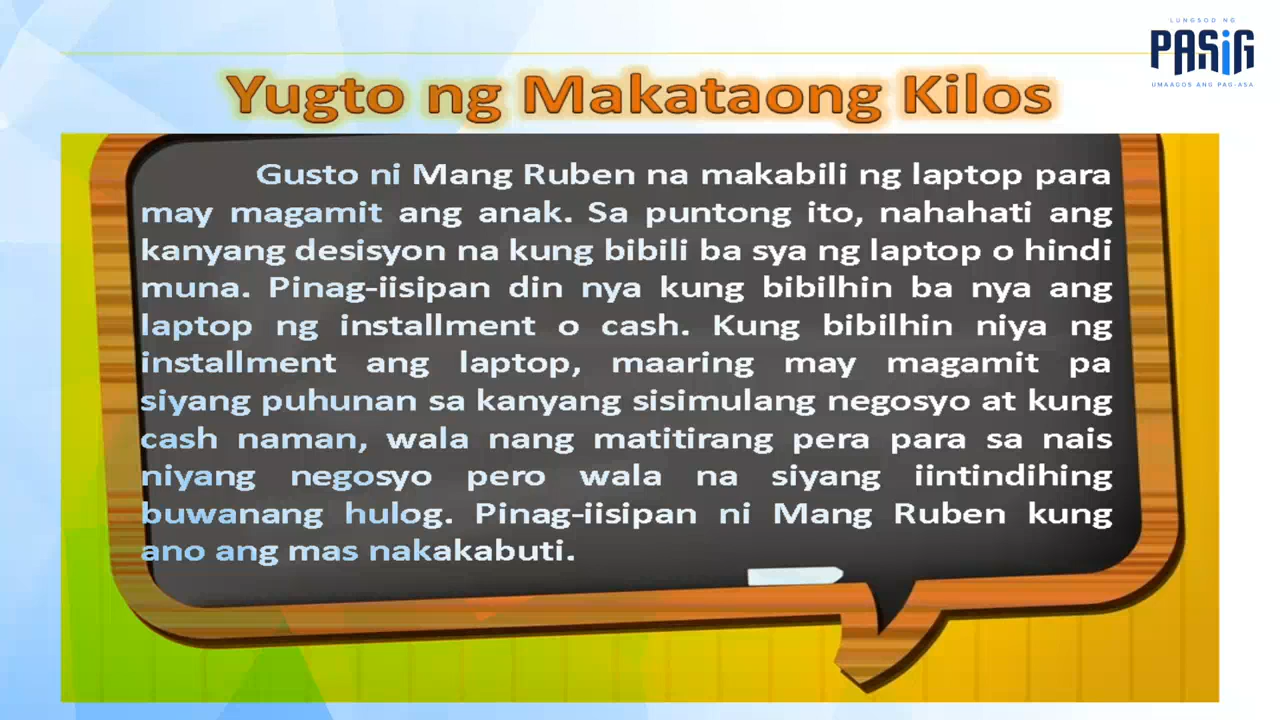 LUNGSOD NG
PASiG
UMAAGOS ANG PAG-ASA
Yugto ng Makataong Kilos
Gusto ni Mang Ruben na makabili ng laptop para
may magamit ang anak. Sa puntong ito, nahahati ang
kanyang desisyon na kung bibili ba sya ng laptop o hindi
muna. Pinag-iisipan din nya kung bibilhin ba nya ang
laptop ng installment o cash. Kung bibilhin niya ng
installment ang laptop, maaring may magamit pa
siyang puhunan sa kanyang sisimulang negosyo at kung
cash naman, wala nang matitirang pera para sa nais
niyang negosyo pero wala na siyang iintindihing
buwanang hulog. Pinag-iisipan ni Mang Ruben kung
ano ang mas nakakabuti.